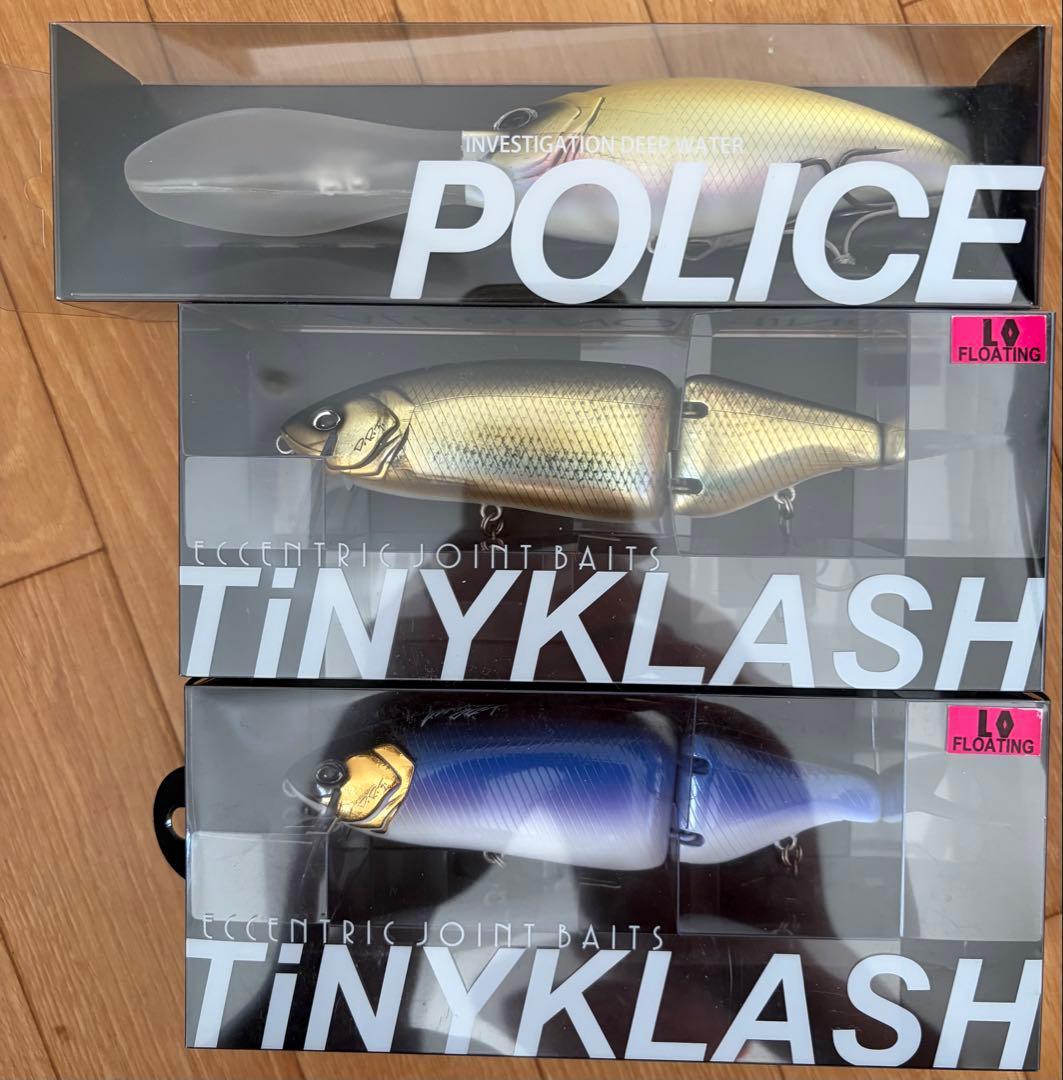 INVESTIGATION DEEP WATER
POLICE
LO
FLOATING
D.R.T.
ECCENTRIC JOINT BAITS
TiNYKLASH
LO
FLOATING
ECCENTRIC JOINT BAITS
TiNYKLASH